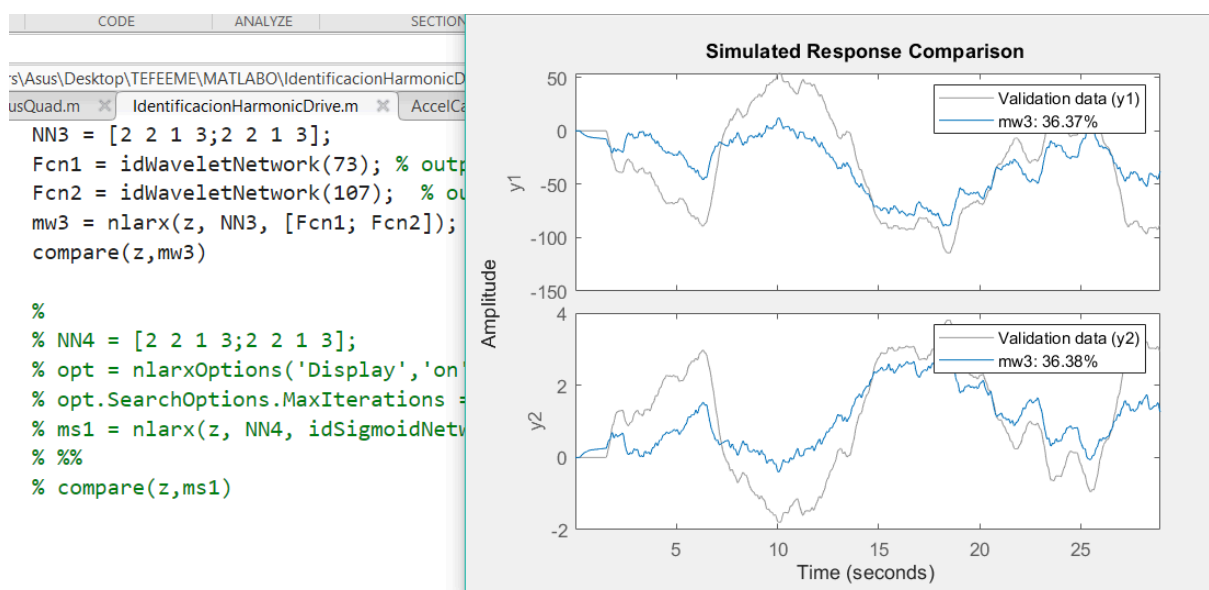 CODE ANALYZE SECTION
rs\Asus\Desktop\TEFEEME\MATLABO\IdentificacionHarmonicD
usQuad.m IdentificacionHarmonicDrive.m AccelCa
NN3 = [2 2 1 3;2 2 1 3];
Fcn1 = idWaveletNetwork(73); % outp
Fcn2 = idWaveletNetwork(107); % ou
mw3 = nlarx(z, NN3, [Fcn1; Fcn2]);
compare(z,mw3)
%
% NN4 = [2 2 1 3;2 2 1 3];
% opt = nlarxOptions('Display','on'
% opt.SearchOptions.MaxIterations =
% ms1 = nlarx(z, NN4, idSigmoidNetw
% %%
% compare(z,ms1)
Simulated Response Comparison
Validation data (y1)
mw3: 36.37%
50
0
-50
-100
-150
y1
Amplitude
Validation data (y2)
mw3: 36.38%
4
2
0
-2
y2
5 10 15 20 25
Time (seconds)